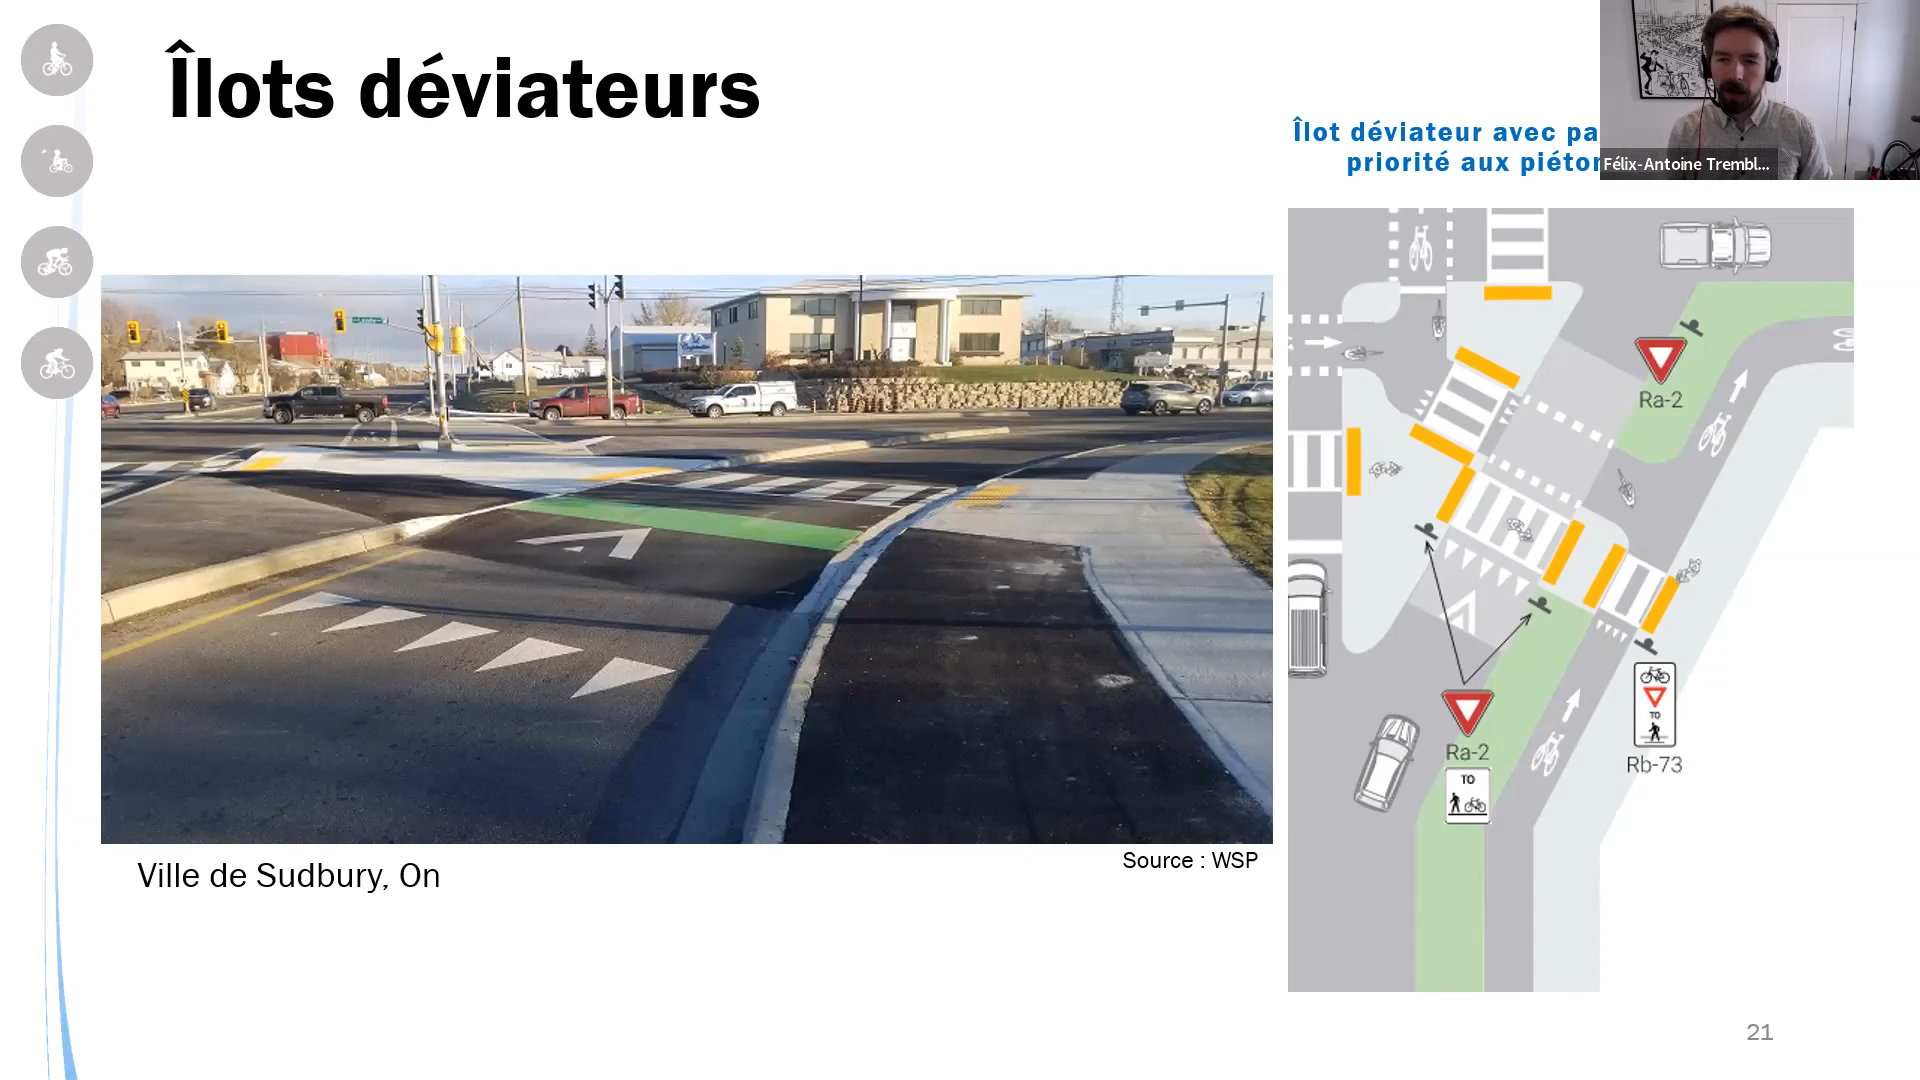 Îlots déviateurs
Îlot déviateur avec pa
priorité aux piéton
Félix-Antoine Trembl...
Ra-2
Ra-2
TO
TO
Rb-73
Source : WSP
Ville de Sudbury, On
21